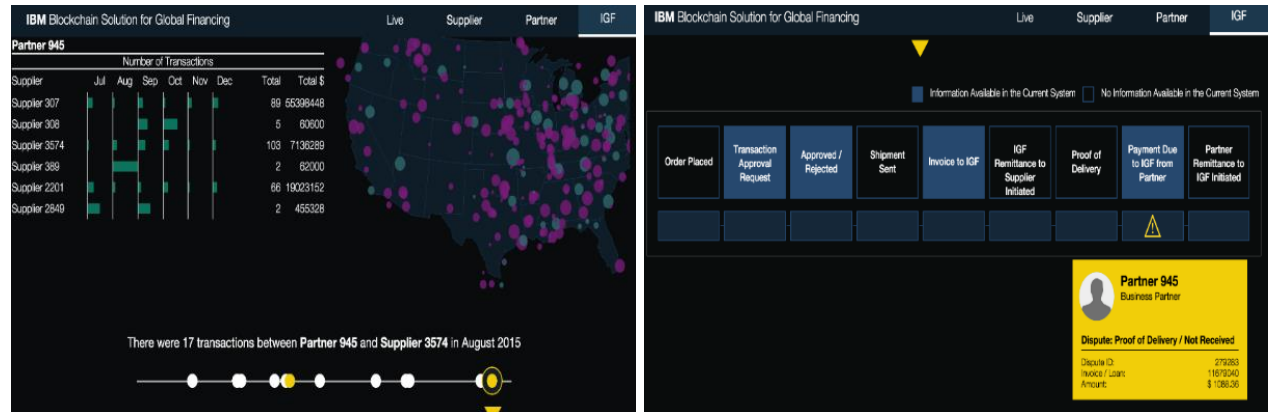 IBM Blockchain Solution for Global Financing
Live Supplier Partner IGF
Partner 945
Number of Transactions
Supplier Jul Aug Sep Oct Nov Dec Total Total $
Supplier 307 89 55398448
Supplier 308 5 60600
Supplier 3574 103 7136289
Supplier 389 2 62000
Supplier 2201 66 19023152
Supplier 2849 2 455328
There were 17 transactions between Partner 945 and Supplier 3574 in August 2015
IBM Blockchain Solution for Global Financing
Live Supplier Partner IGF
Information Available in the Current System No Information Available in the Current System
Order Placed
Transaction
Approval
Request
Approved /
Rejected
Shipment
Sent
Invoice to IGF
IGF
Remittance to
Supplier
Initiated
Proof of
Delivery
Payment Due
to IGF from
Partner
Partner
Remittance to
IGF Initiated
Partner 945
Business Partner
Dispute: Proof of Delivery / Not Received
Dispute ID: 279283
Invoice / Loan: 11679040
Amount: $ 1088.36